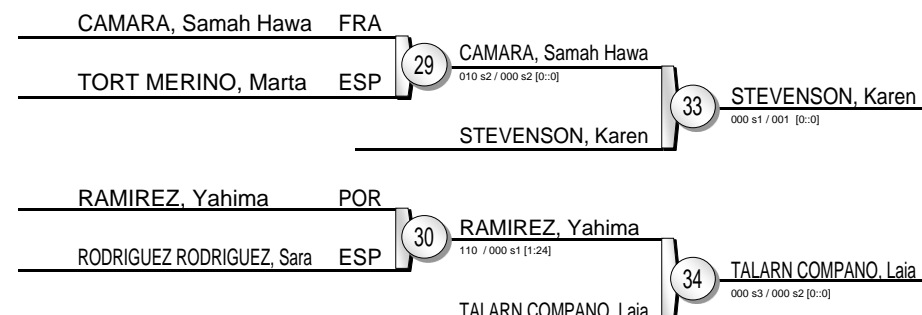 CAMARA, Samah Hawa FRA
TORT MERINO, Marta ESP
29
CAMARA, Samah Hawa
010 s2 / 000 s2 [0::0]
STEVENSON, Karen
33
STEVENSON, Karen
000 s1 / 001 [0::0]
RAMIREZ, Yahima POR
RODRIGUEZ RODRIGUEZ, Sara ESP
30
RAMIREZ, Yahima
110 / 000 s1 [1:24]
TALARN COMPANO, Laia
34
TALARN COMPANO, Laia
000 s3 / 000 s2 [0::0]